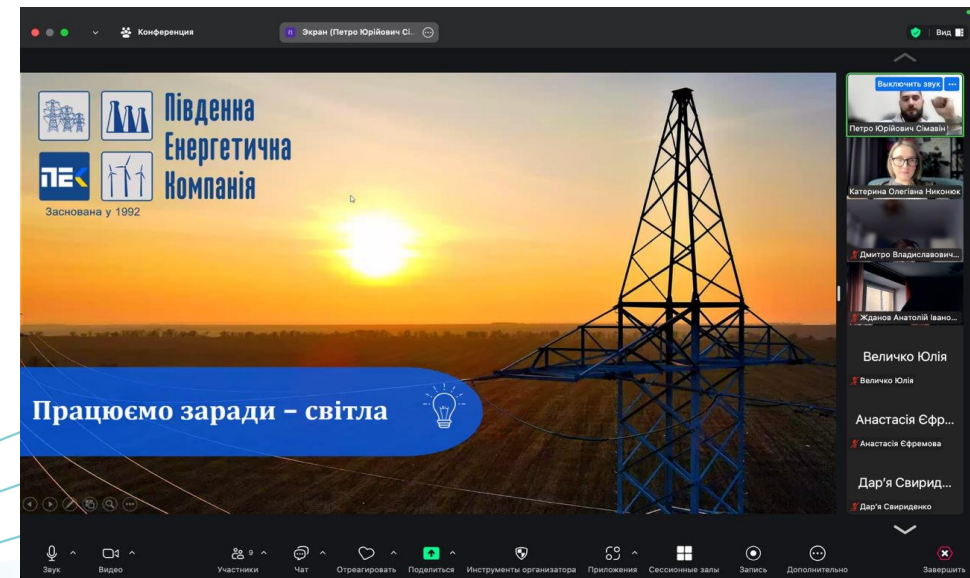 Конференция
п Экран (Петро Юрійович Сі...
Вид
Південна
Енергетична
Компанія
ПЕК
Заснована у 1992
Працюємо заради – світла
Выключить звук
Петро Юрійович Сімавін
Катерина Олегівна Никонюк
Дмитро Владиславович...
Жданов Анатолій Івано...
Величко Юлія
Величко Юлія
Анастасія Єфр...
Анастасія Єфремова
Дар’я Свирид...
Дар’я Свириденко
Звук
Видео
Участники
9
Чат
Отреагировать
Поделиться
Инструменты организатора
Приложения
Сессионные залы
Запись
Дополнительно
Завершить